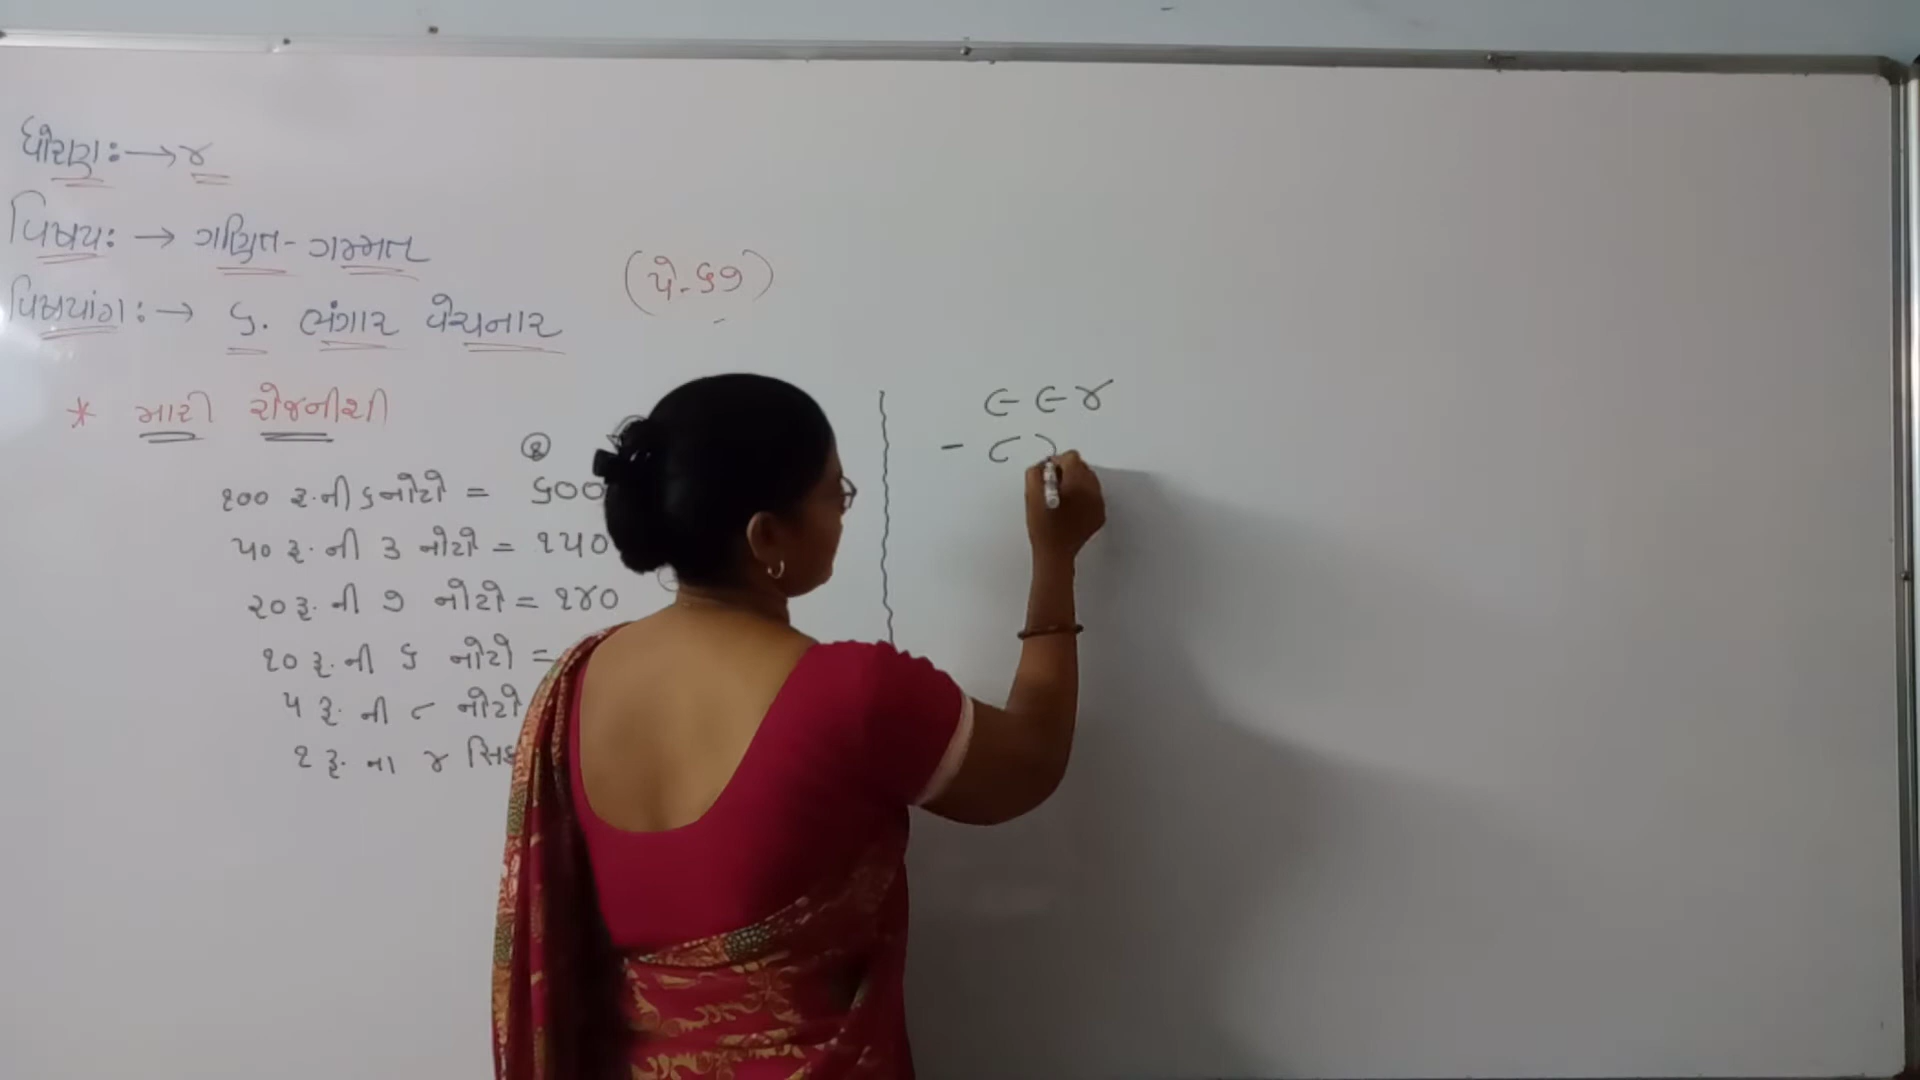 ધોરણ : → ૪
વિષય : → ગણિત - ગમ્મત
વિષયાંગ : → ૬. ભંગાર વેચનાર
(પે. ૬૭)
* મારી રોજનીશી
૧૦૦ રૂ. ની ૬ નોટો = ૬૦૦
૫૦ રૂ. ની ૩ નોટો = ૧૫૦
૨૦ રૂ. ની ૭ નોટો = ૧૪૦
૧૦ રૂ. ની ૬ નોટો =
૫ રૂ. ની ૮ નોટો
૧ રૂ. ના ૪
૯૯૪
- ૮